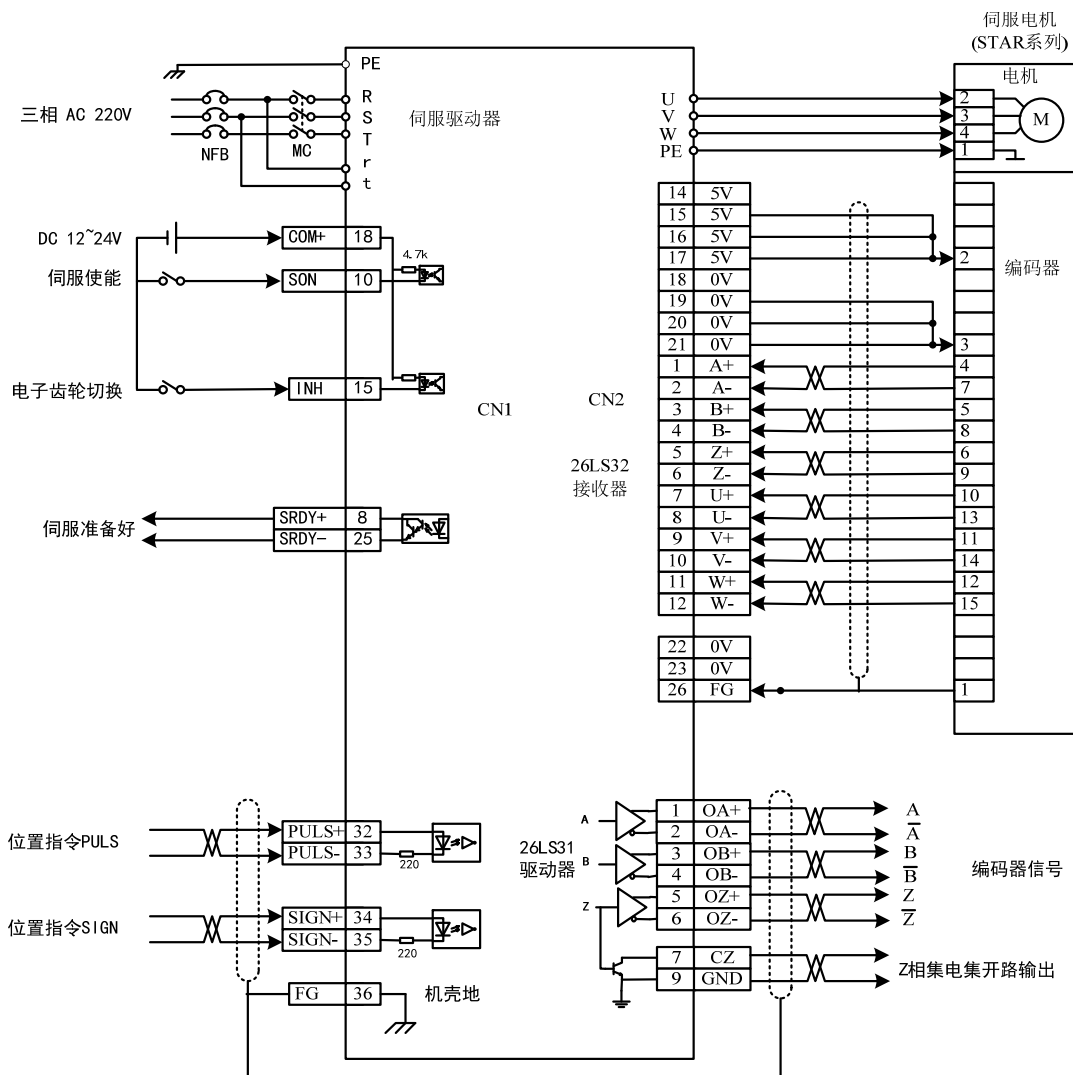 伺服电机
(STAR系列)
电机
PE
三相 AC 220V
R
S
T
r
t
NFB
MC
伺服驱动器
U
V
W
PE
2
3
4
1
M
DC 12~24V
COM+ 18
4.7k
伺服使能
SON 10
电子齿轮切换
INH 15
CN1
CN2
26LS32
接收器
14 5V
15 5V
16 5V
17 5V 2
18 0V
19 0V
20 0V
21 0V 3
1 A+ 4
2 A- 7
3 B+ 5
4 B- 8
5 Z+ 6
6 Z- 9
7 U+ 10
8 U- 13
9 V+ 11
10 V- 14
11 W+ 12
12 W- 15
22 0V
23 0V
26 FG 1
编码器
伺服准备好
SRDY+ 8
SRDY- 25
位置指令PULS
PULS+ 32
PULS- 33
220
位置指令SIGN
SIGN+ 34
SIGN- 35
220
FG 36
机壳地
A
B
Z
26LS31
驱动器
1 OA+ A
2 OA- A̅
3 OB+ B
4 OB- B̅
5 OZ+ Z
6 OZ- Z̅
7 CZ
9 GND
编码器信号
Z相集电集开路输出